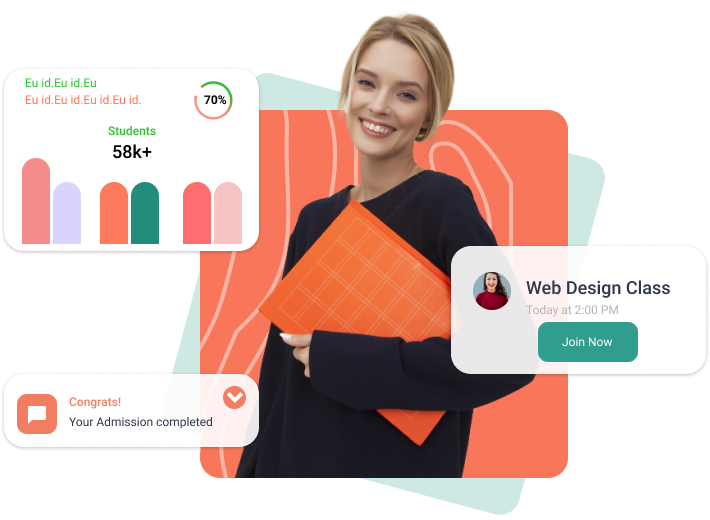 Eu id.Eu id.Eu
Eu id.Eu id.Eu id.Eu id.
70%
Students
58k+
Web Design Class
Today at 2:00 PM
Join Now
Congrats!
Your Admission completed